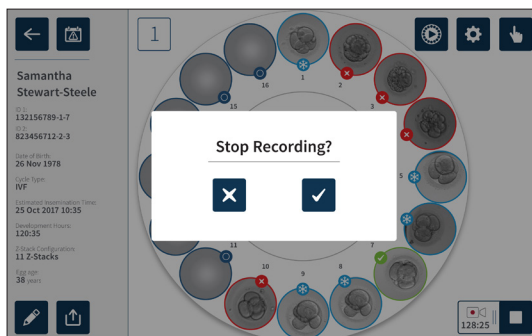 1
Samantha
Stewart-Steele
ID 1:
132156789-1-7
ID 2:
823456712-2-3
Date of Birth:
26 Nov 1978
Cycle Type:
IVF
Estimated Insemination Time:
25 Oct 2017 10:35
Development Hours:
120:35
Z-Stack Configuration:
11 Z-Stacks
Egg age:
38 years
16
1
2
15
3
Stop Recording?
5
11
7
10
9
8
128:25